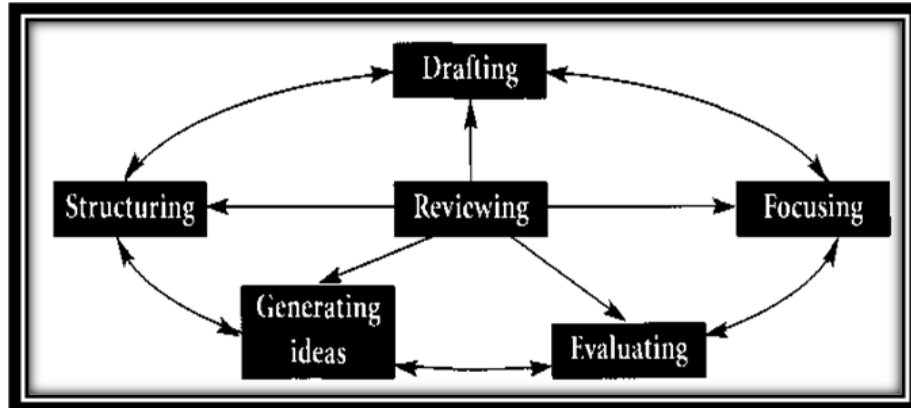 Drafting
Structuring
Reviewing
Focusing
Generating
ideas
Evaluating